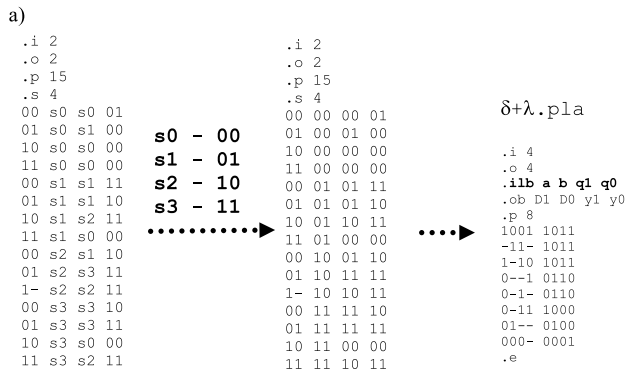 a)
.i 2
.o 2
.p 15
.s 4
00 s0 s0 01
01 s0 s1 00
10 s0 s0 00
11 s0 s0 00
00 s1 s1 11
01 s1 s1 10
10 s1 s2 11
11 s1 s0 00
00 s2 s1 10
01 s2 s3 11
1- s2 s2 11
00 s3 s3 10
01 s3 s3 11
10 s3 s0 00
11 s3 s2 11
s0 - 00
s1 - 01
s2 - 10
s3 - 11
.i 2
.o 2
.p 15
.s 4
00 00 00 01
01 00 01 00
10 00 00 00
11 00 00 00
00 01 01 11
01 01 01 10
10 01 10 11
11 01 00 00
00 10 01 10
01 10 11 11
1- 10 10 11
00 11 11 10
01 11 11 11
10 11 00 00
11 11 10 11
δ+λ.pla
.i 4
.o 4
.ilb a b q1 q0
.ob D1 D0 y1 y0
.p 8
1001 1011
-11- 1011
1-10 1011
0--1 0110
0-1- 0110
0-11 1000
01-- 0100
000- 0001
.e